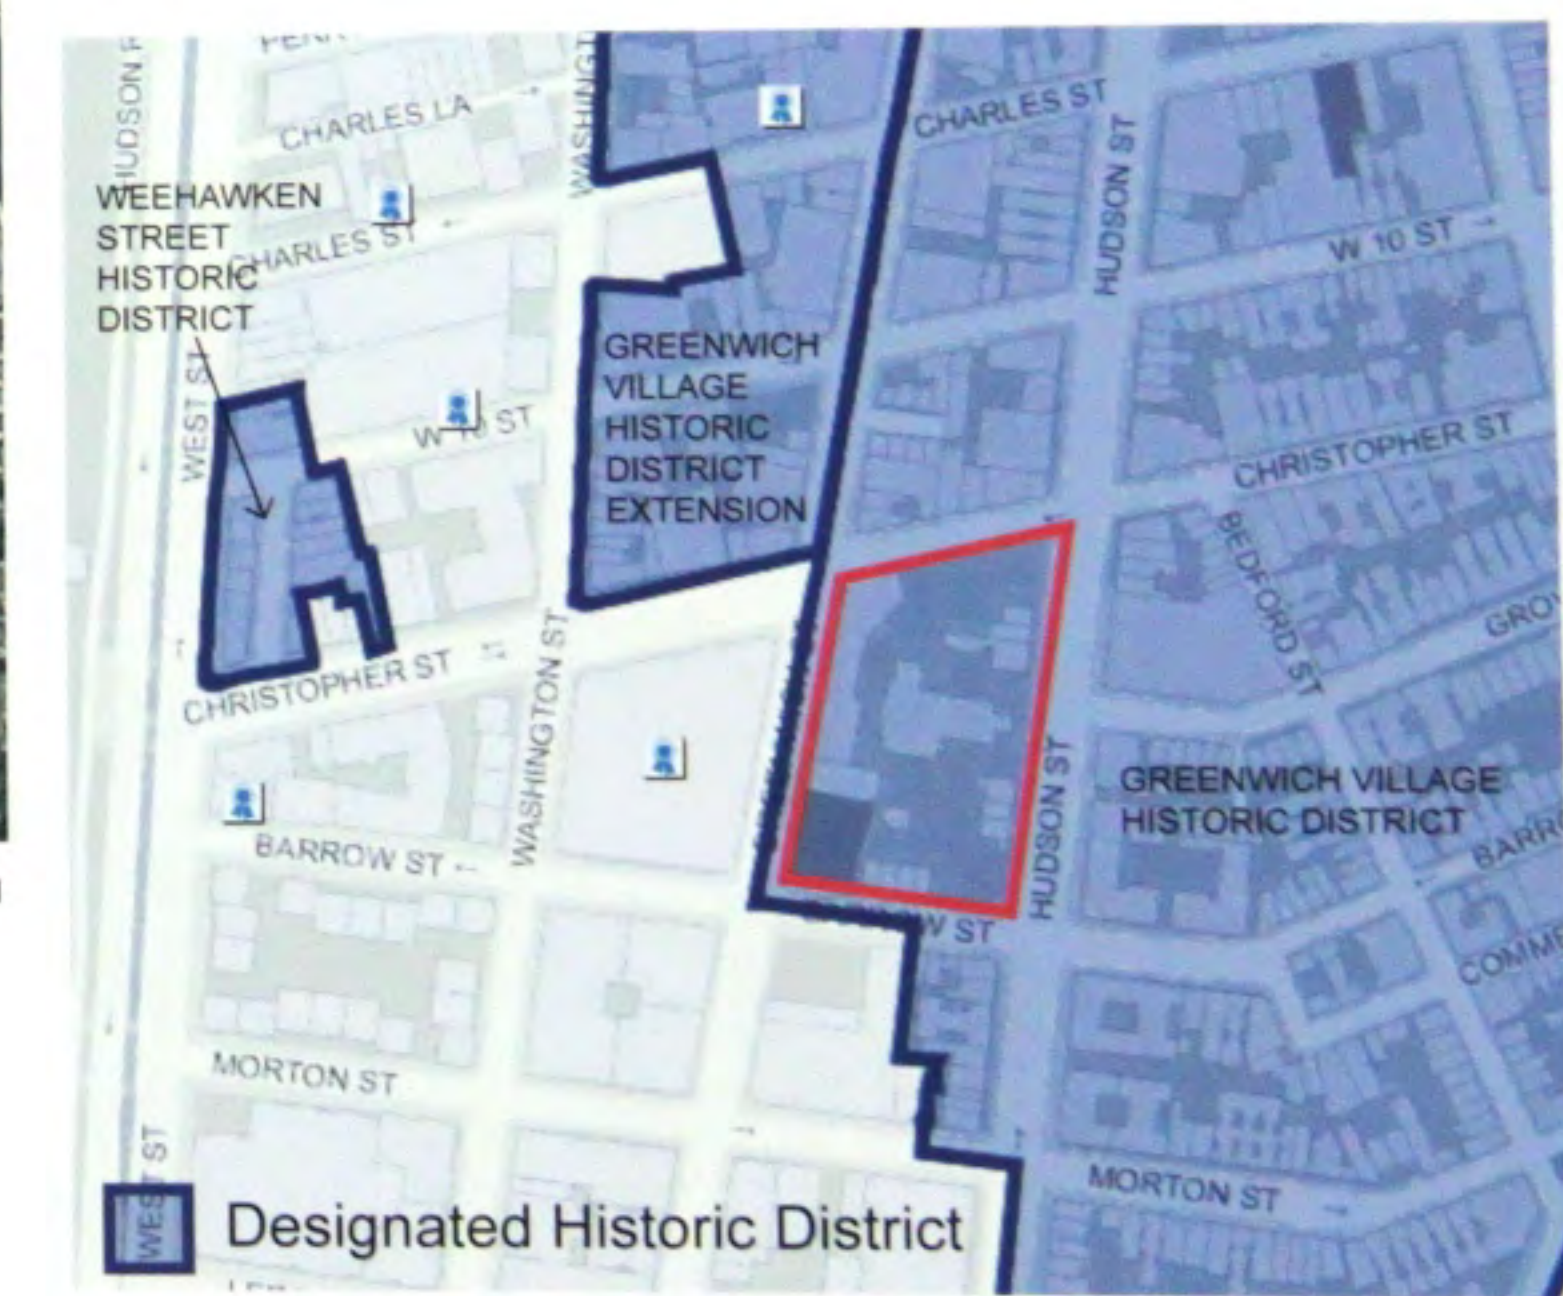 HUDSON
CHARLES LA
CHARLES ST
HUDSON ST
WEEHAWKEN
STREET
HISTORIC
DISTRICT
CHARLES ST
W 10 ST
WEST ST
GREENWICH
VILLAGE
HISTORIC
DISTRICT
EXTENSION
W 10 ST
CHRISTOPHER ST
BEDFORD ST
CHRISTOPHER ST
WASHINGTON ST
HUDSON ST
GREENWICH VILLAGE
HISTORIC DISTRICT
BARROW ST
W ST
MORTON ST
MORTON ST
WEST ST
Designated Historic District